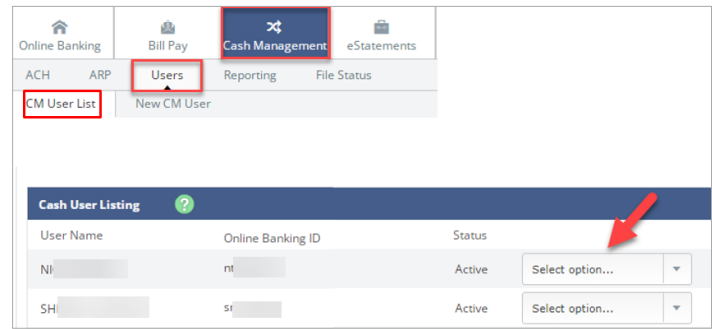 Online Banking Bill Pay Cash Management eStatements
ACH ARP Users Reporting File Status
CM User List New CM User
Cash User Listing ?
User Name Online Banking ID Status
Active Select option...
Active Select option...